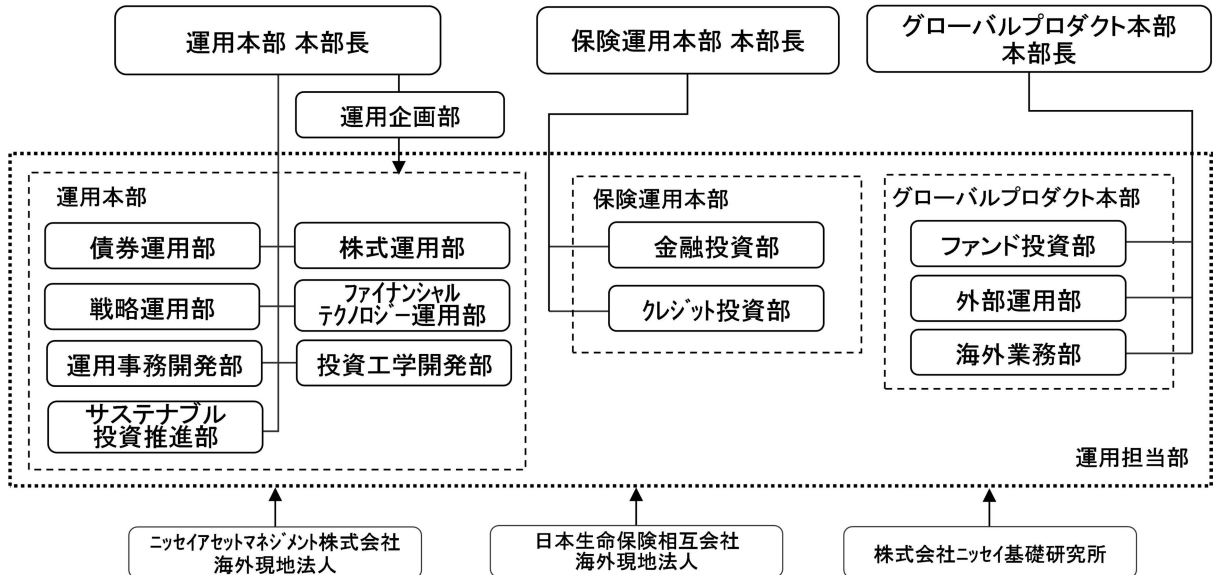 運用本部 本部長
保険運用本部 本部長
グローバルプロダクト本部
本部長
運用企画部
運用本部
債券運用部
株式運用部
戦略運用部
ファイナンシャル
テクノロジー運用部
運用事務開発部
投資工学開発部
サステナブル
投資推進部
保険運用本部
金融投資部
クレジット投資部
グローバルプロダクト本部
ファンド投資部
外部運用部
海外業務部
運用担当部
ニッセイアセットマネジメント株式会社
海外現地法人
日本生命保険相互会社
海外現地法人
株式会社ニッセイ基礎研究所